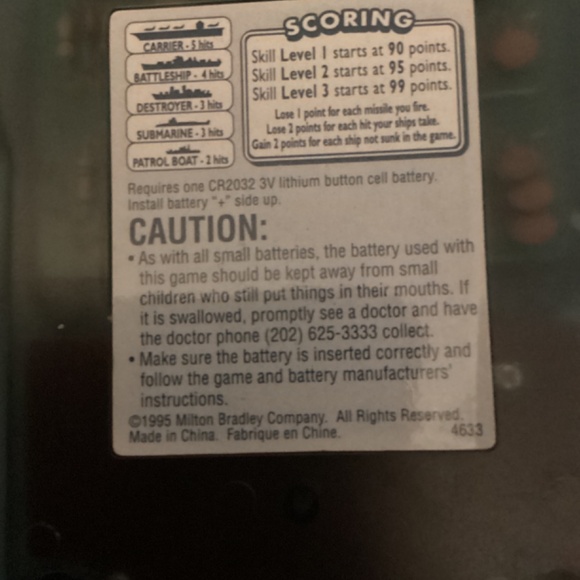 CARRIER - 5 hits
BATTLESHIP - 4 hits
DESTROYER - 3 hits
SUBMARINE - 3 hits
PATROL BOAT - 2 hits
SCORING
Skill Level 1 starts at 90 points.
Skill Level 2 starts at 95 points.
Skill Level 3 starts at 99 points.
Lose 1 point for each missile you fire.
Lose 2 points for each hit your ships take.
Gain 2 points for each ship not sunk in the game.
Requires one CR2032 3V lithium button cell battery.
Install battery "+" side up.
CAUTION:
• As with all small batteries, the battery used with
this game should be kept away from small
children who still put things in their mouths. If
it is swallowed, promptly see a doctor and have
the doctor phone (202) 625-3333 collect.
• Make sure the battery is inserted correctly and
follow the game and battery manufacturers'
instructions.
©1995 Milton Bradley Company. All Rights Reserved.
Made in China. Fabrique en Chine. 4633